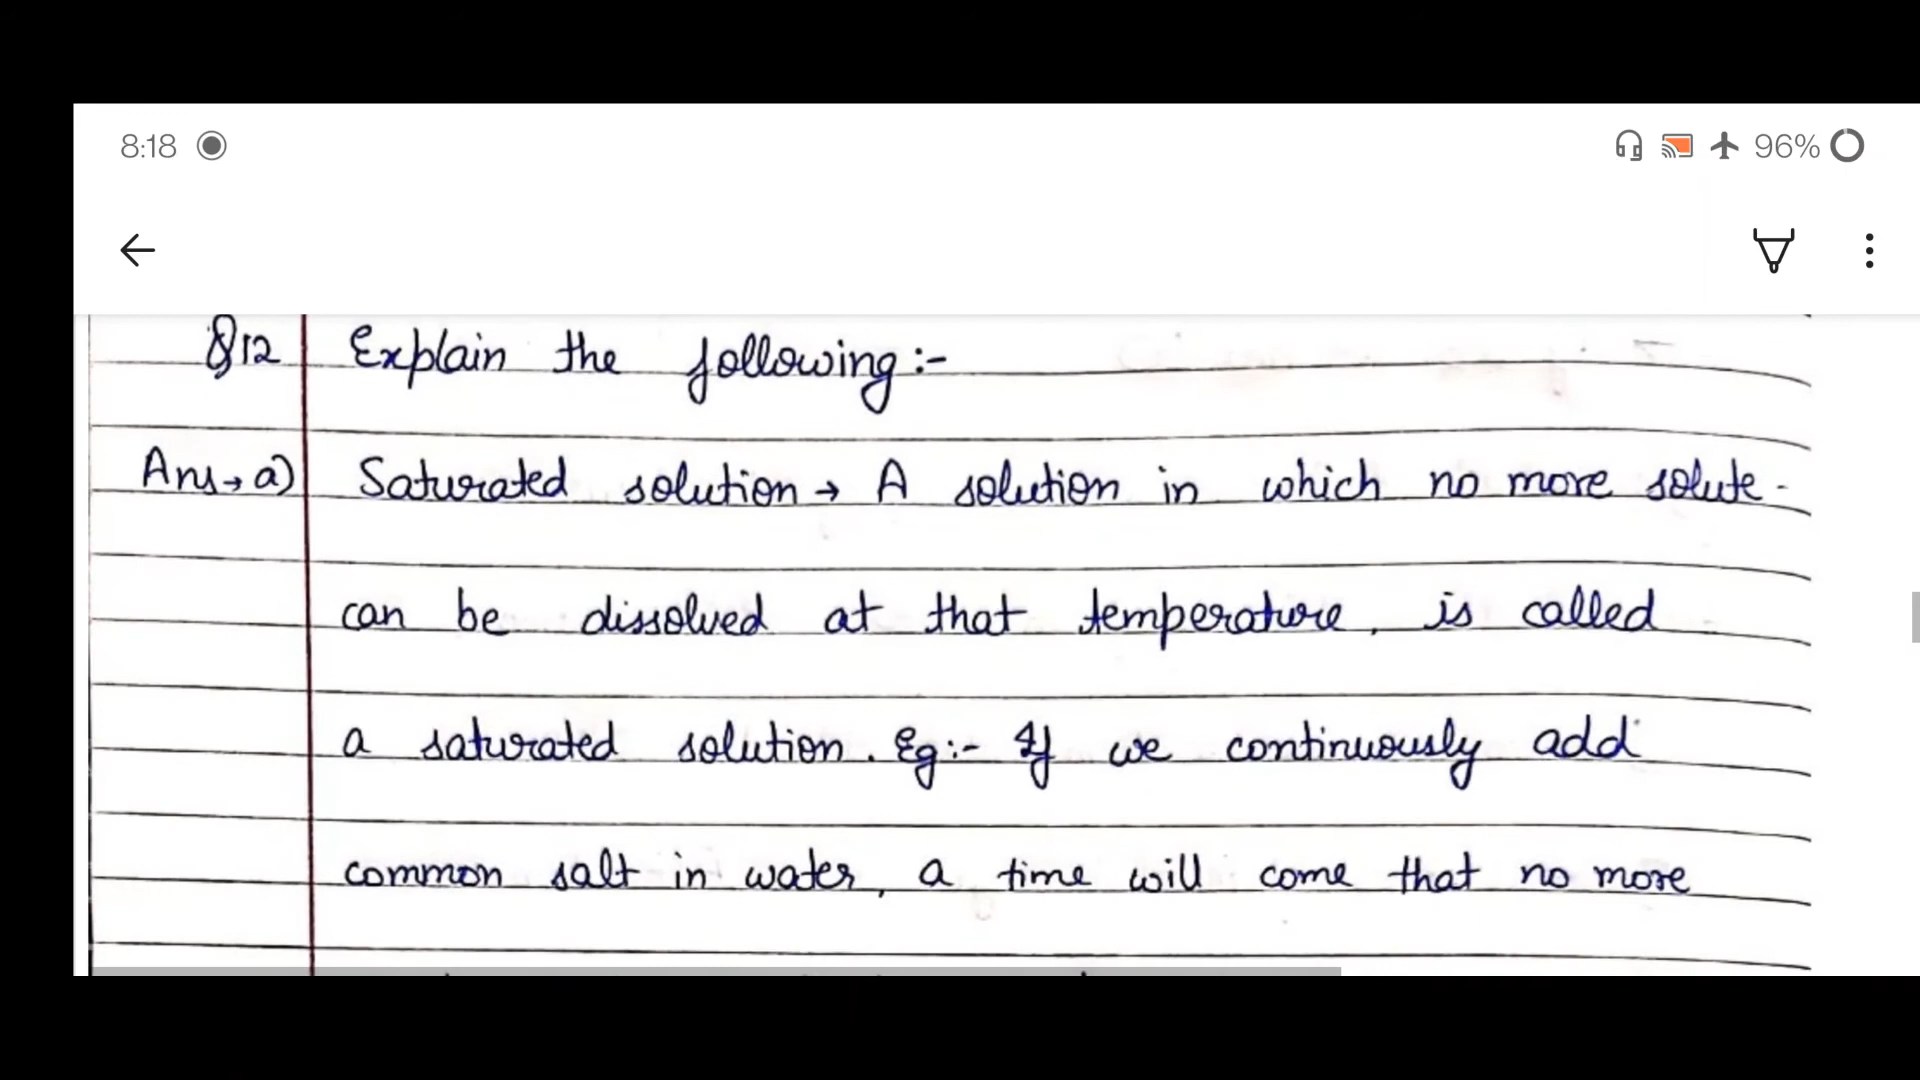 8:18 96%
Q12 Explain the following:-
Ans→ a) Saturated solution → A solution in which no more solute-
can be dissolved at that temperature, is called
a saturated solution. Eg:- If we continuously add
common salt in water, a time will come that no more